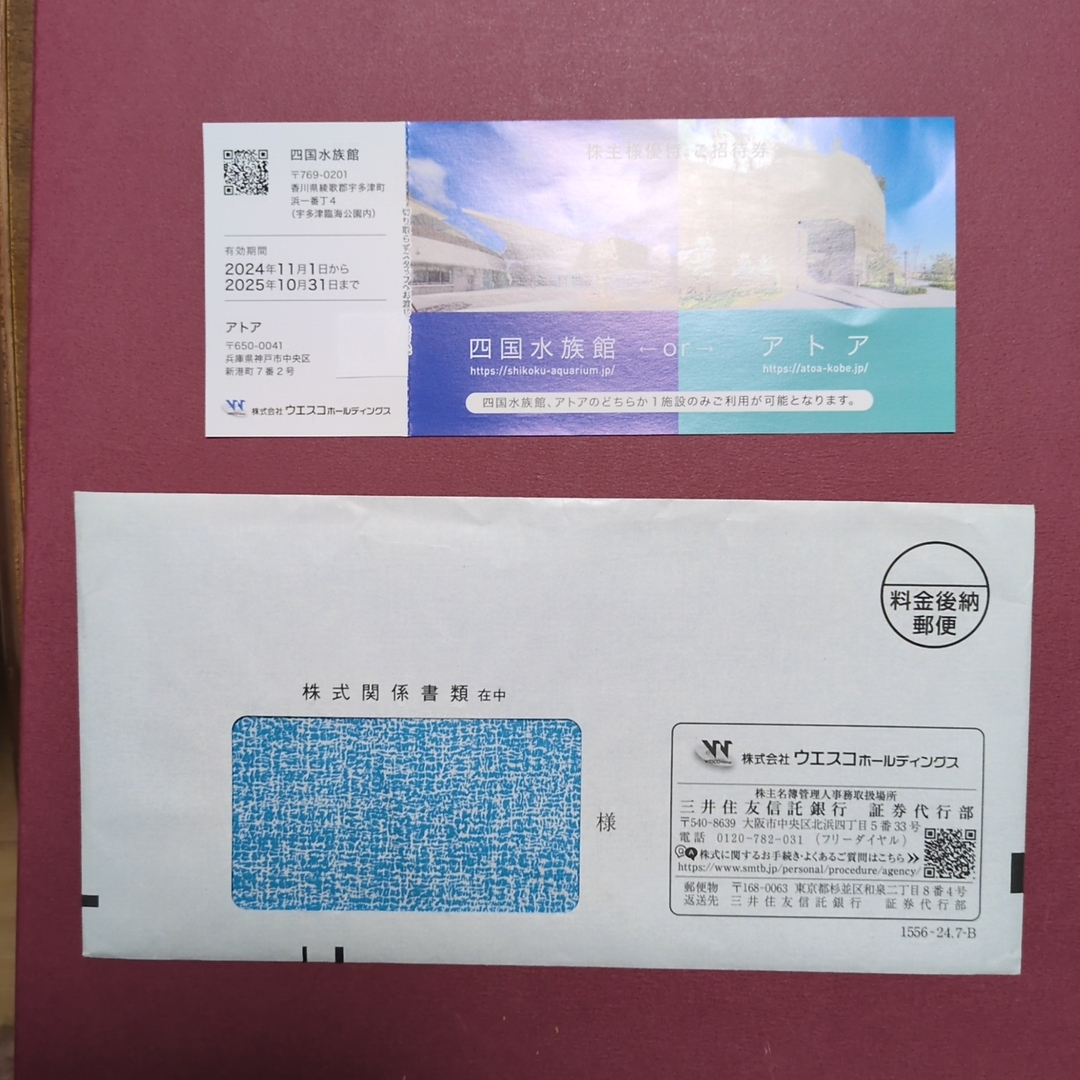 四国水族館
〒769-0201
香川県綾歌郡宇多津町
浜一番丁4
(宇多津臨海公園内)
有効期間
2024年11月1日から
2025年10月31日まで
アトア
〒650-0041
兵庫県神戸市中央区
新港町7番2号
株式会社ウエスコホールディングス
株主様優待ご招待券
四国水族館 ←or→ アトア
https://shikoku-aquarium.jp/ https://atoa-kobe.jp/
四国水族館、アトアのどちらか1施設のみご利用が可能となります。
料金後納
郵便
株式関係書類在中
様
株式会社ウエスコホールディングス
株主名簿管理人事務取扱場所
三井住友信託銀行 証券代行部
〒540-8639 大阪市中央区北浜四丁目5番33号
電話 0120-782-031 (フリーダイヤル)
QA 株式に関するお手続き・よくあるご質問はこちら
https://www.smtb.jp/personal/procedure/agency/
郵便物 〒168-0063 東京都杉並区和泉二丁目8番4号
返送先 三井住友信託銀行 証券代行部
1556-24.7-B